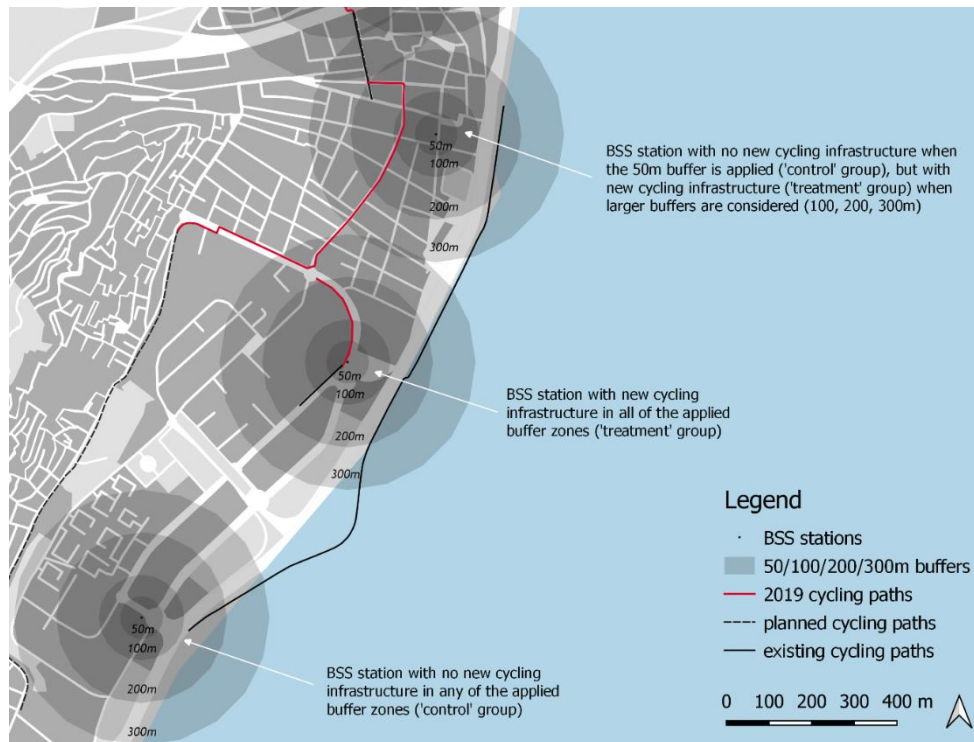 50m
100m
200m
300m
BSS station with no new cycling infrastructure when
the 50m buffer is applied ('control' group), but with
new cycling infrastructure ('treatment' group) when
larger buffers are considered (100, 200, 300m)
50m
100m
200m
300m
BSS station with new cycling
infrastructure in all of the applied
buffer zones ('treatment' group)
50m
100m
200m
300m
BSS station with no new cycling
infrastructure in any of the applied
buffer zones ('control' group)
Legend
BSS stations
50/100/200/300m buffers
2019 cycling paths
planned cycling paths
existing cycling paths
0 100 200 300 400 m